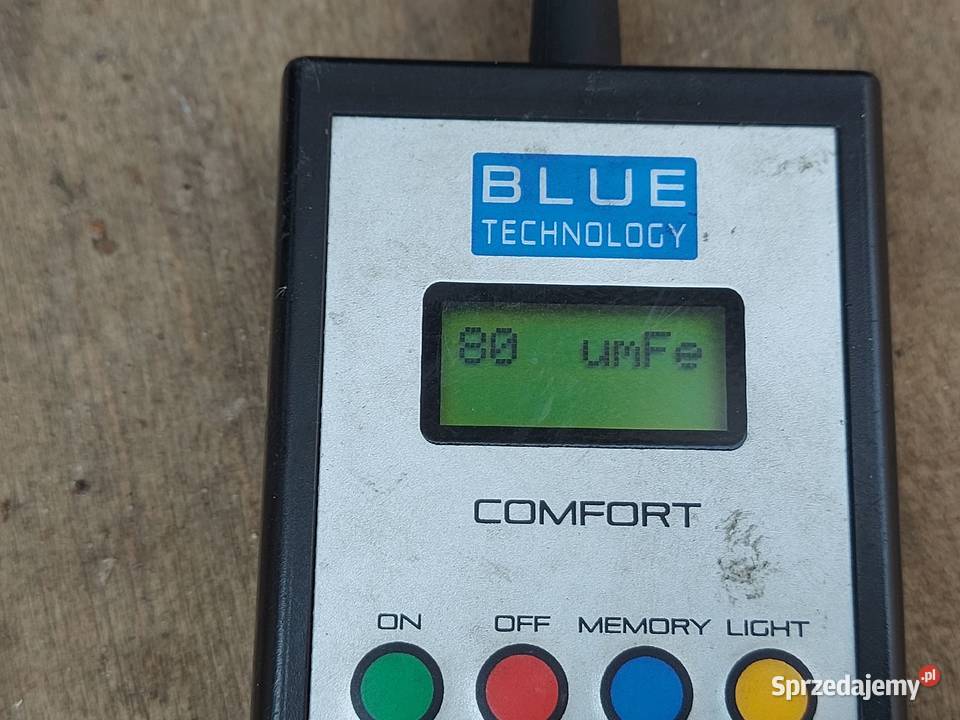 BLUE
TECHNOLOGY
80 umFe
COMFORT
ON OFF MEMORY LIGHT
Sprzedajemy.pl